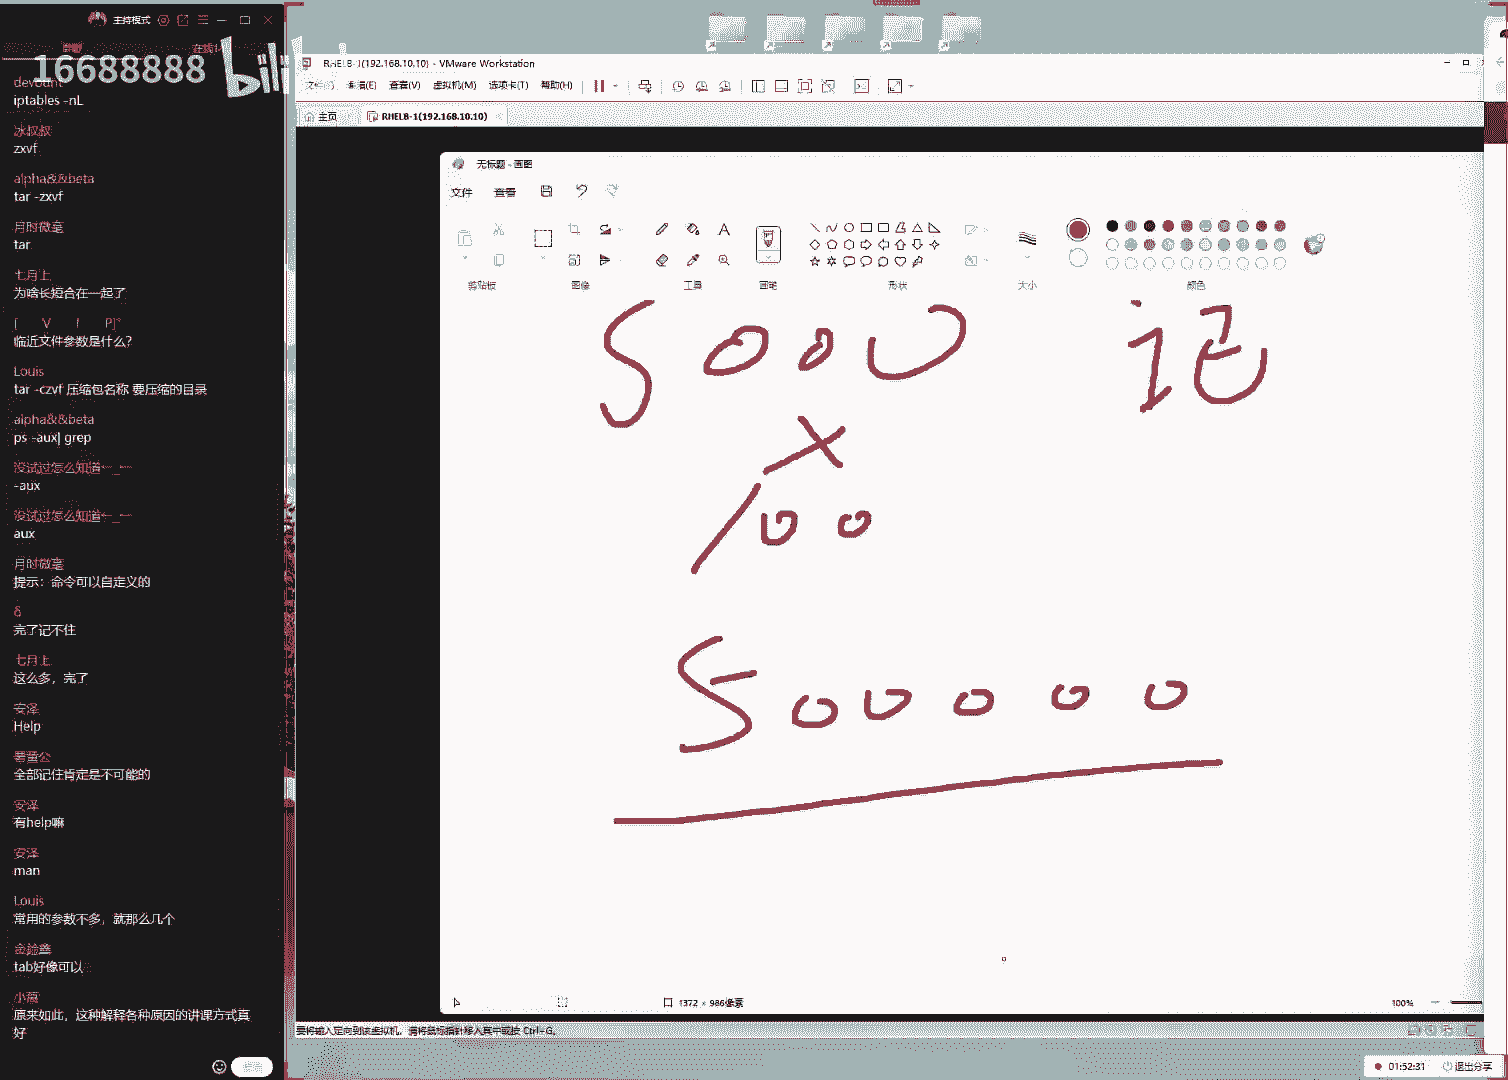 主持模式
16688888 bili
iptables -nL
冰叔叔
zxvf
alpha&&beta
tar -zxvf
月时微毫
tar
七月上
为啥长短合在一起了
[ V I P]°
临近文件参数是什么?
Louis
tar -czvf 压缩包名称 要压缩的目录
alpha&&beta
ps -aux| grep
没试过怎么知道
-aux
没试过怎么知道
aux
月时微毫
提示：命令可以自定义的
δ
完了记不住
七月上
这么多，完了
安泽
Help
全部记住肯定是不可能的
安泽
有help嘛
安泽
man
Louis
常用的参数不多，就那么几个
tab好像可以
小薇
原来如此，这种解释各种原因的讲课方式真
好
RHEL8-1(192.168.10.10) - VMware Workstation
文件(F) 编辑(E) 查看(V) 虚拟机(M) 选项卡(T) 帮助(H)
主页 RHEL8-1(192.168.10.10)
无标题 - 画图
文件 查看
剪贴板 图像 工具 画笔 形状 大小 颜色
5000 记
×
100
500000
1372 × 986像素 100%
要将输入定向到该虚拟机，请将鼠标指针移入其中或按 Ctrl+G。
01:52:31 退出分享